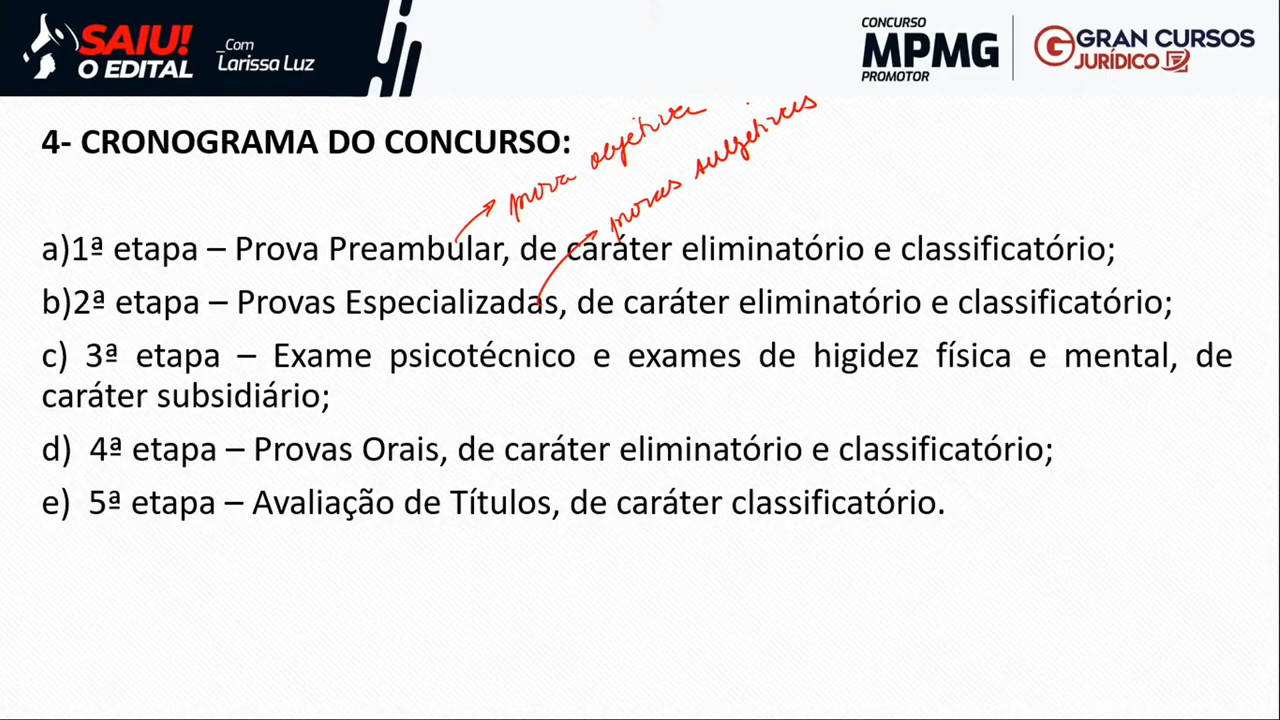 SAIU!
O EDITAL
_Com
Larissa Luz
CONCURSO
MPMG
PROMOTOR
GRAN CURSOS
JURÍDICO
4- CRONOGRAMA DO CONCURSO:
prova objetiva
provas subjetivas
a)1ª etapa – Prova Preambular, de caráter eliminatório e classificatório;
b)2ª etapa – Provas Especializadas, de caráter eliminatório e classificatório;
c) 3ª etapa – Exame psicotécnico e exames de higidez física e mental, de
caráter subsidiário;
d) 4ª etapa – Provas Orais, de caráter eliminatório e classificatório;
e) 5ª etapa – Avaliação de Títulos, de caráter classificatório.